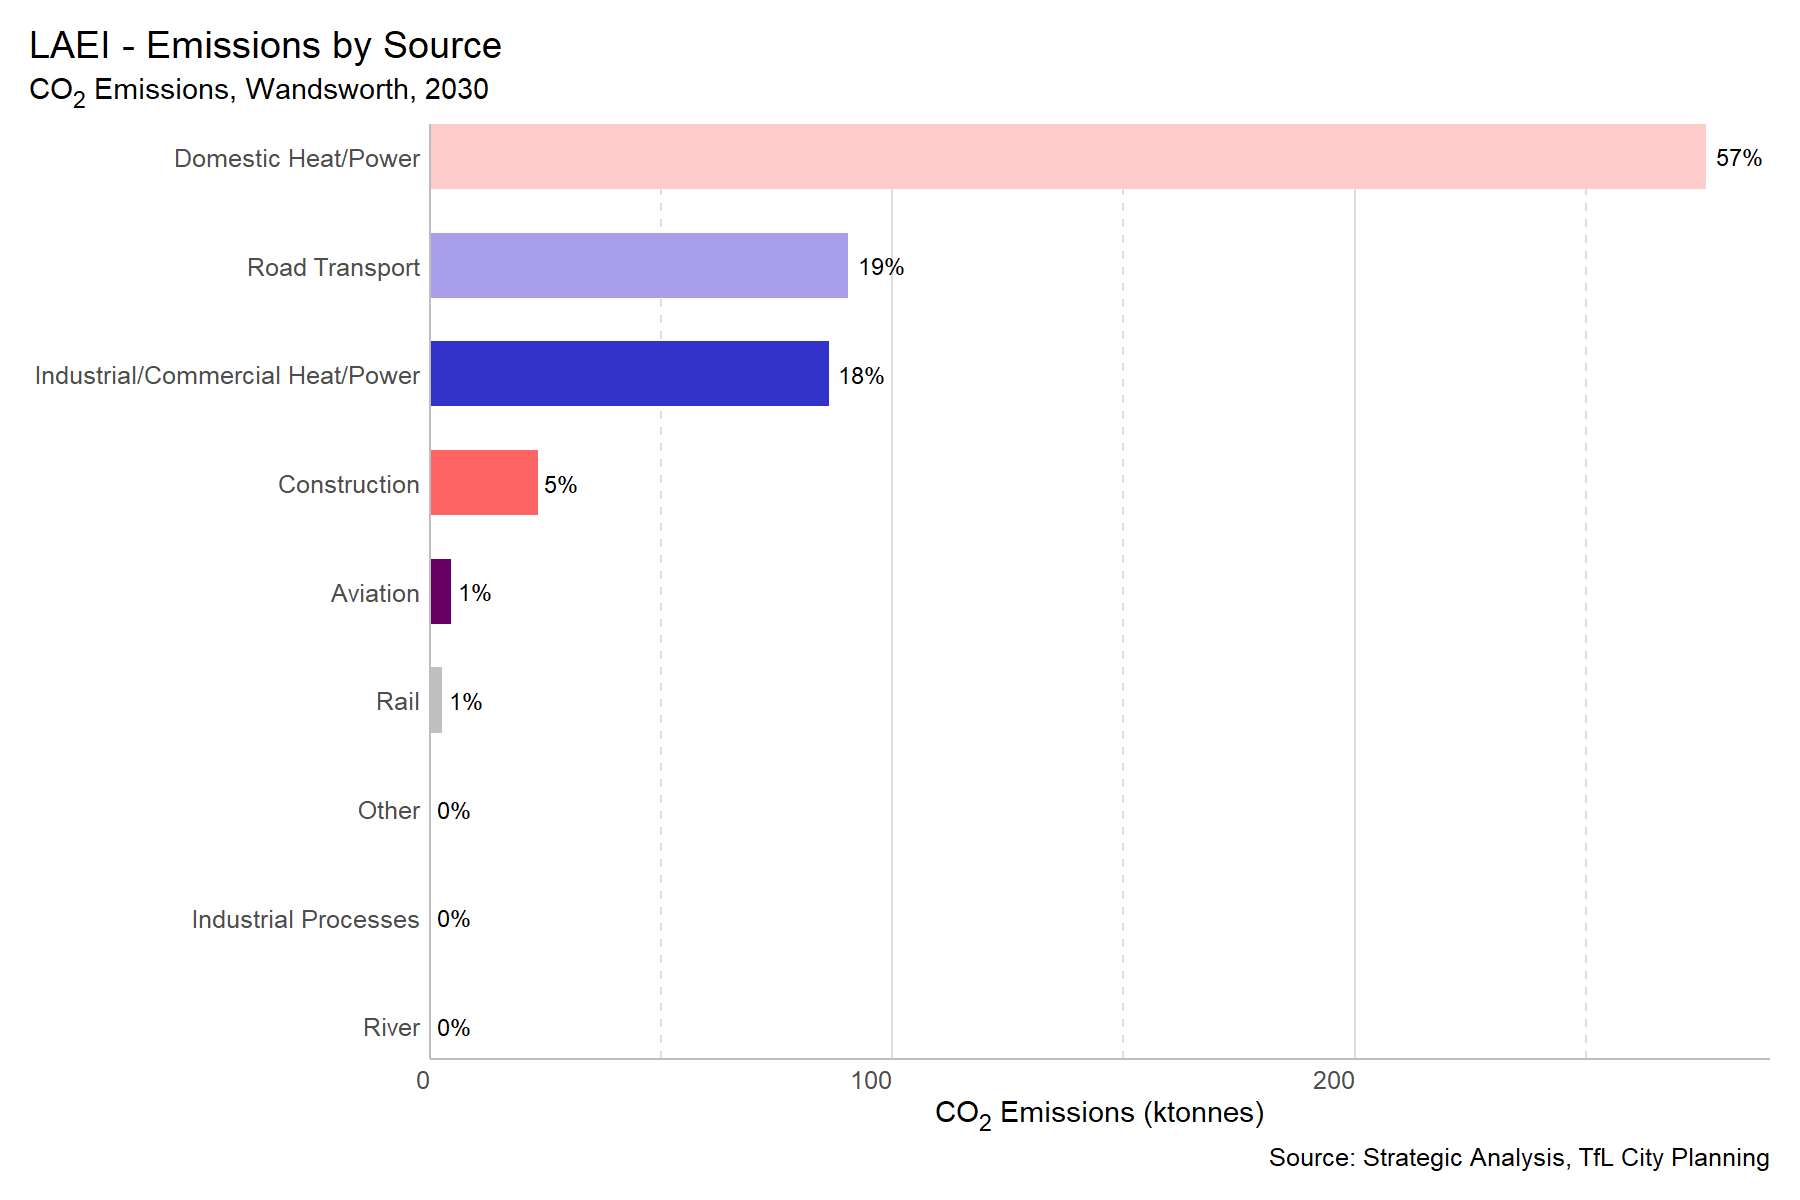 LAEI - Emissions by Source
CO₂ Emissions, Wandsworth, 2030
Domestic Heat/Power 57%
Road Transport 19%
Industrial/Commercial Heat/Power 18%
Construction 5%
Aviation 1%
Rail 1%
Other 0%
Industrial Processes 0%
River 0%
0 100 200
CO₂ Emissions (ktonnes)
Source: Strategic Analysis, TfL City Planning